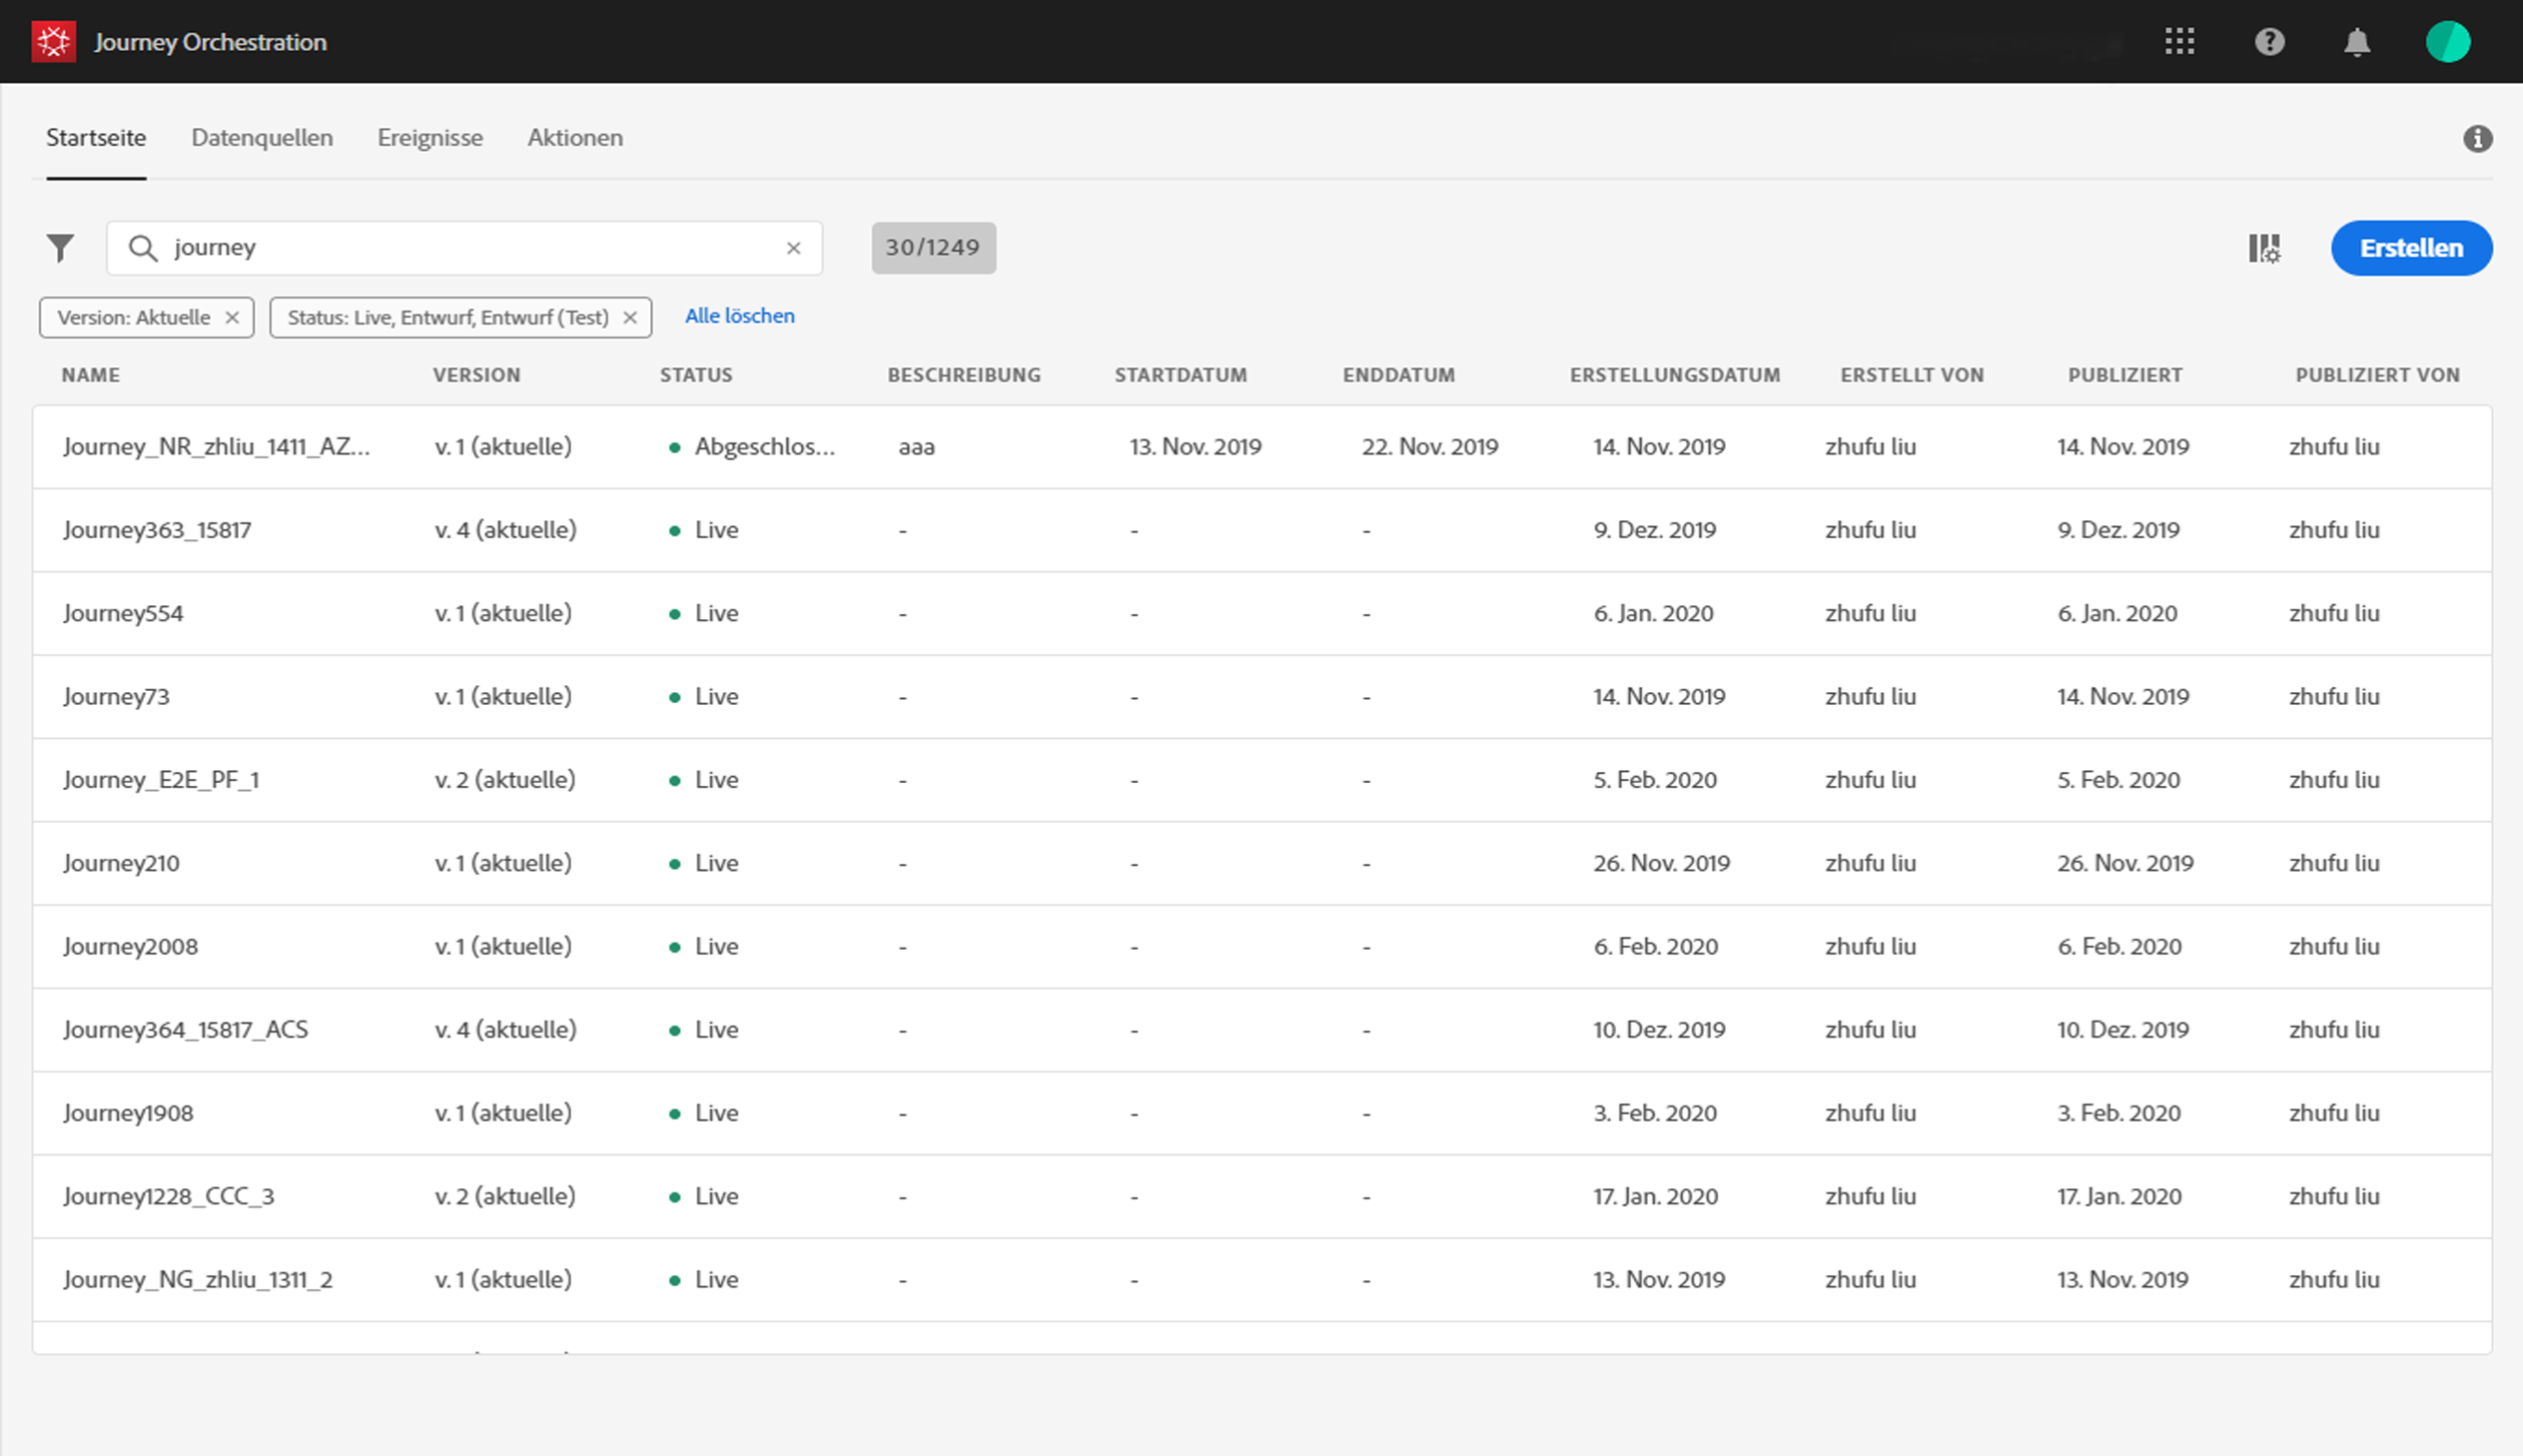 Journey Orchestration
Startseite Datenquellen Ereignisse Aktionen
journey 30/1249 Erstellen
Version: Aktuelle Status: Live, Entwurf, Entwurf (Test) Alle löschen
NAME VERSION STATUS BESCHREIBUNG STARTDATUM ENDDATUM ERSTELLUNGSDATUM ERSTELLT VON PUBLIZIERT PUBLIZIERT VON
Journey_NR_zhliu_1411_AZ... v. 1 (aktuelle) Abgeschlos... aaa 13. Nov. 2019 22. Nov. 2019 14. Nov. 2019 zhufu liu 14. Nov. 2019 zhufu liu
Journey363_15817 v. 4 (aktuelle) Live - - - 9. Dez. 2019 zhufu liu 9. Dez. 2019 zhufu liu
Journey554 v. 1 (aktuelle) Live - - - 6. Jan. 2020 zhufu liu 6. Jan. 2020 zhufu liu
Journey73 v. 1 (aktuelle) Live - - - 14. Nov. 2019 zhufu liu 14. Nov. 2019 zhufu liu
Journey_E2E_PF_1 v. 2 (aktuelle) Live - - - 5. Feb. 2020 zhufu liu 5. Feb. 2020 zhufu liu
Journey210 v. 1 (aktuelle) Live - - - 26. Nov. 2019 zhufu liu 26. Nov. 2019 zhufu liu
Journey2008 v. 1 (aktuelle) Live - - - 6. Feb. 2020 zhufu liu 6. Feb. 2020 zhufu liu
Journey364_15817_ACS v. 4 (aktuelle) Live - - - 10. Dez. 2019 zhufu liu 10. Dez. 2019 zhufu liu
Journey1908 v. 1 (aktuelle) Live - - - 3. Feb. 2020 zhufu liu 3. Feb. 2020 zhufu liu
Journey1228_CCC_3 v. 2 (aktuelle) Live - - - 17. Jan. 2020 zhufu liu 17. Jan. 2020 zhufu liu
Journey_NG_zhliu_1311_2 v. 1 (aktuelle) Live - - - 13. Nov. 2019 zhufu liu 13. Nov. 2019 zhufu liu